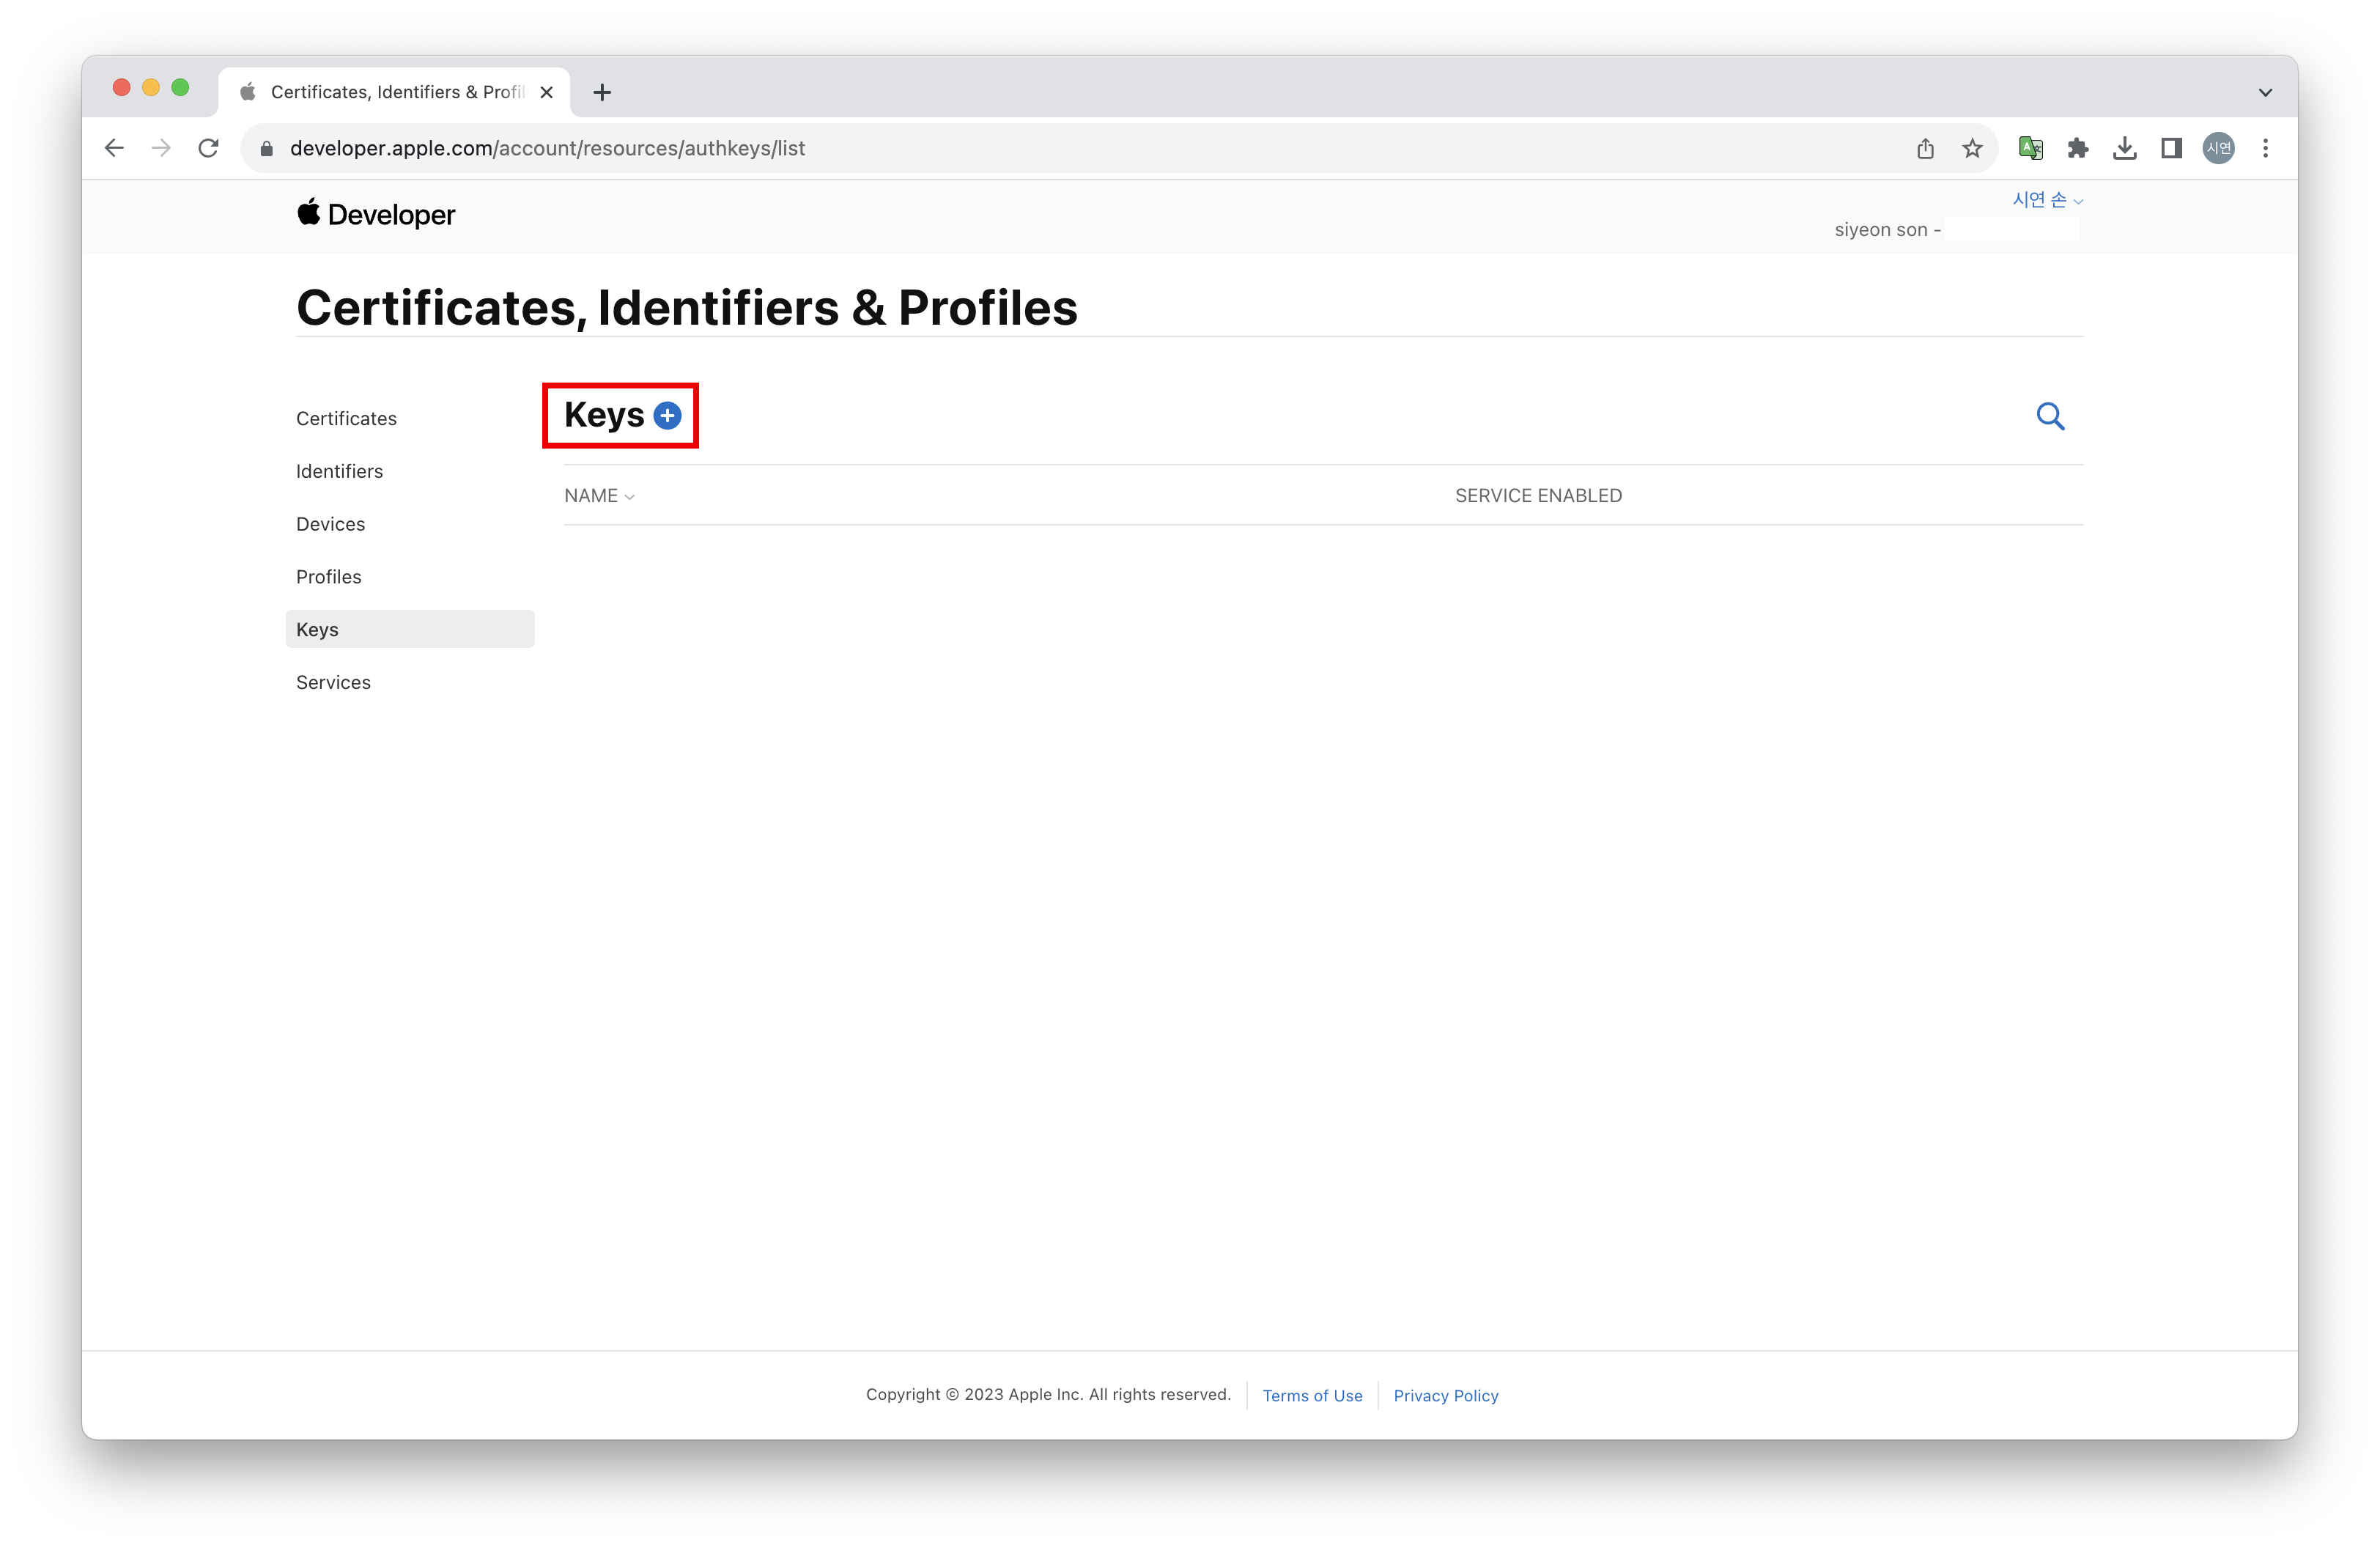 Certificates, Identifiers & Profil
developer.apple.com/account/resources/authkeys/list
시연
Developer
시연 손
siyeon son -
Certificates, Identifiers & Profiles
Certificates
Identifiers
Devices
Profiles
Keys
Services
Keys
NAME
SERVICE ENABLED
Copyright © 2023 Apple Inc. All rights reserved.
Terms of Use
Privacy Policy